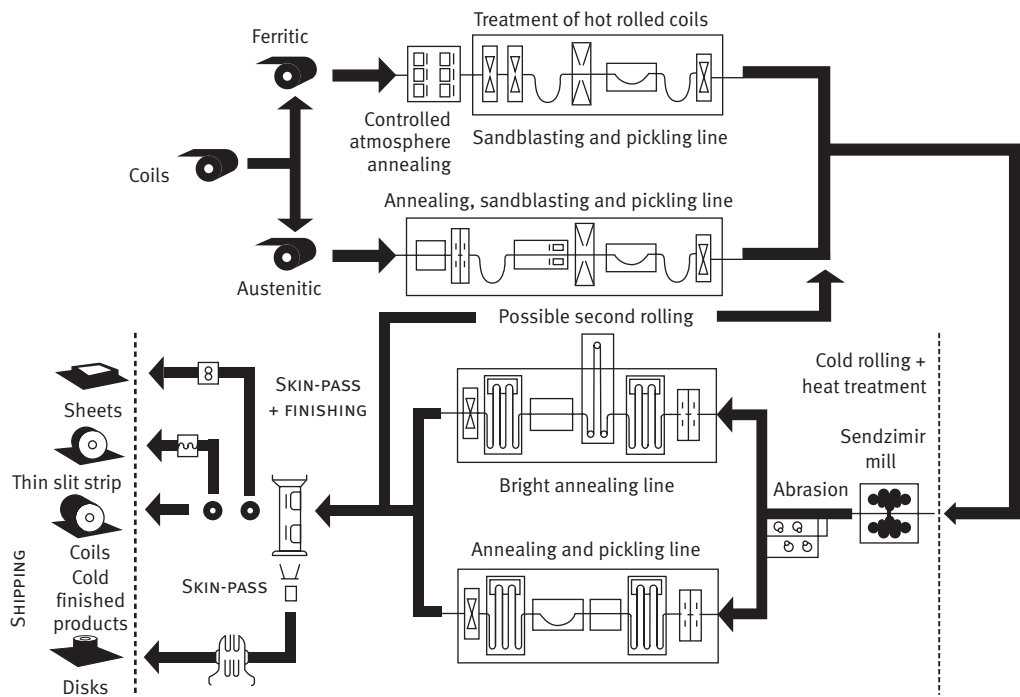 Treatment of hot rolled coils
Ferritic
Controlled
atmosphere
annealing
Sandblasting and pickling line
Coils
Annealing, sandblasting and pickling line
Austenitic
Possible second rolling
Cold rolling +
heat treatment
SKIN-PASS
+ FINISHING
Sheets
Sendzimir
mill
Thin slit strip
Bright annealing line
Abrasion
Coils
Cold
finished
products
Annealing and pickling line
SKIN-PASS
SHIPPING
Disks